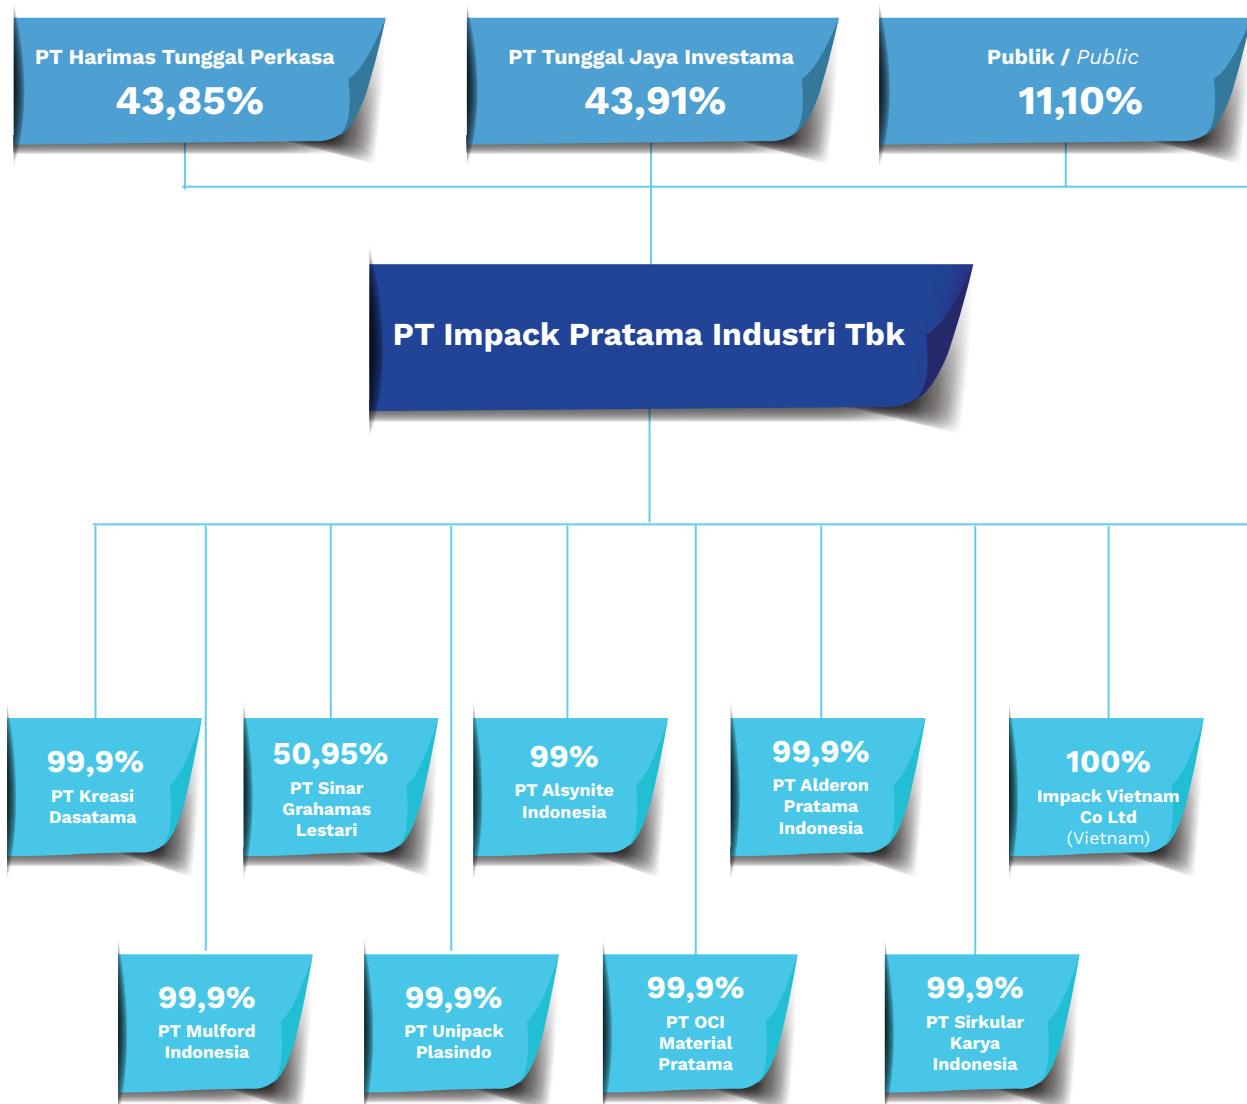 PT Harimas Tunggal Perkasa
43,85%
PT Tunggal Jaya Investama
43,91%
Publik / Public
11,10%
PT Impack Pratama Industri Tbk
99,9%
PT Kreasi
Dasatama
50,95%
PT Sinar
Grahamas
Lestari
99%
PT Alsynite
Indonesia
99,9%
PT Alderon
Pratama
Indonesia
100%
Impack Vietnam
Co Ltd
(Vietnam)
99,9%
PT Mulford
Indonesia
99,9%
PT Unipack
Plasindo
99,9%
PT OCI
Material
Pratama
99,9%
PT Sirkular
Karya
Indonesia